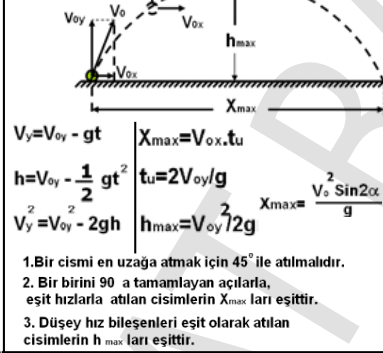 Voy Vo Vox
hmax
Vox
Xmax
Vy=Voy - gt
Xmax=Vox.tu
h=Voy - 1/2 gt²
tu=2Voy/g
Vy²=Voy² - 2gh
hmax=Voy²/2g
Xmax= Vo² Sin2α / g
1.Bir cismi en uzağa atmak için 45° ile atılmalıdır.
2. Bir birini 90 a tamamlayan açılarla,
eşit hızlarla atılan cisimlerin Xmax ları eşittir.
3. Düşey hız bileşenleri eşit olarak atılan
cisimlerin h max ları eşittir.